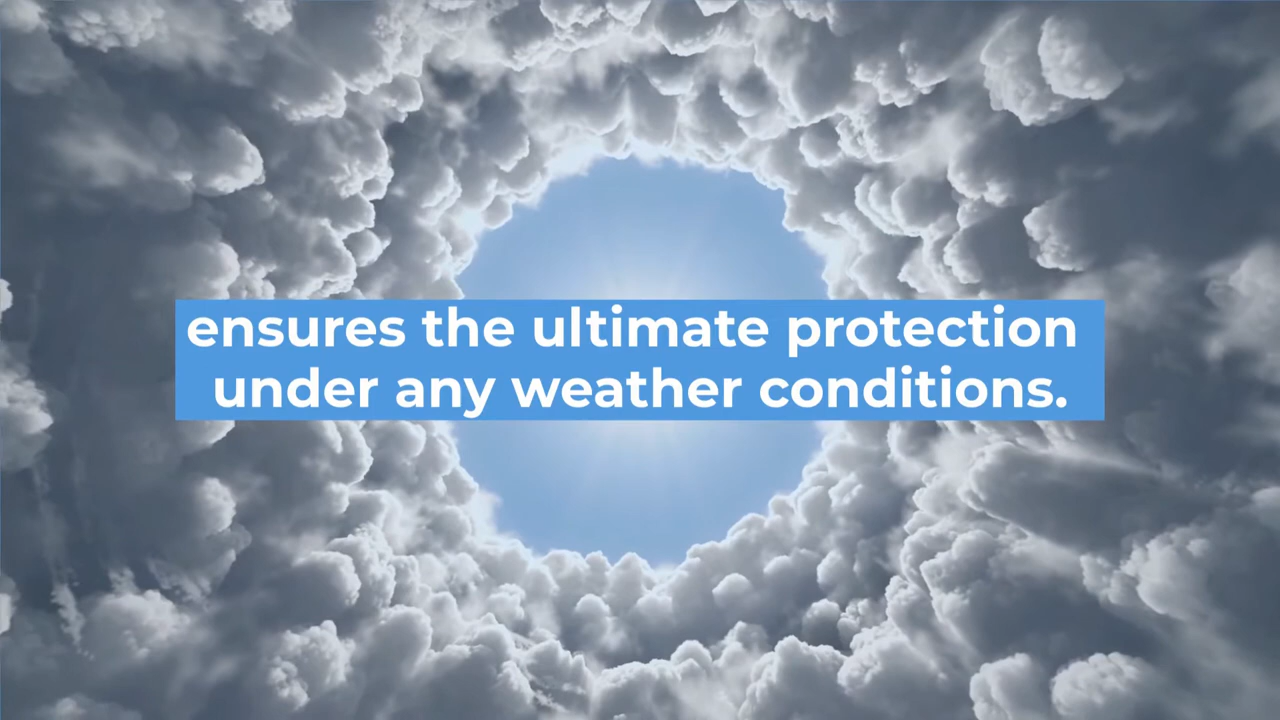 ensures the ultimate protection
under any weather conditions.